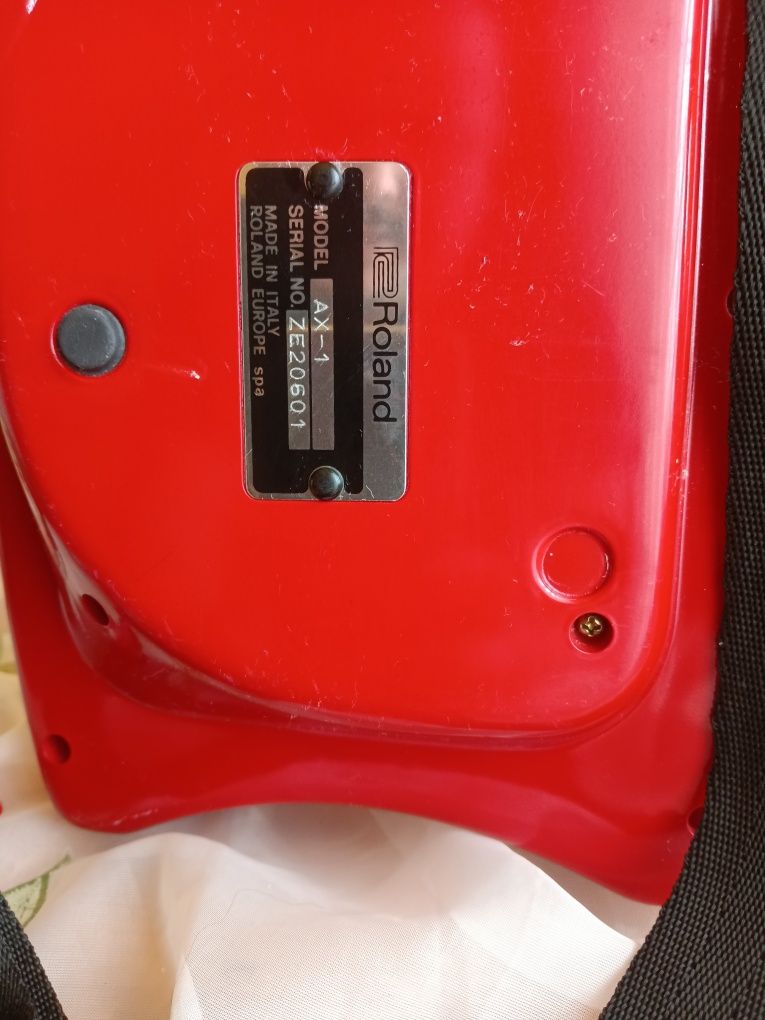 Roland
MODEL AX-1
SERIAL NO. ZE20601
MADE IN ITALY
ROLAND EUROPE spa